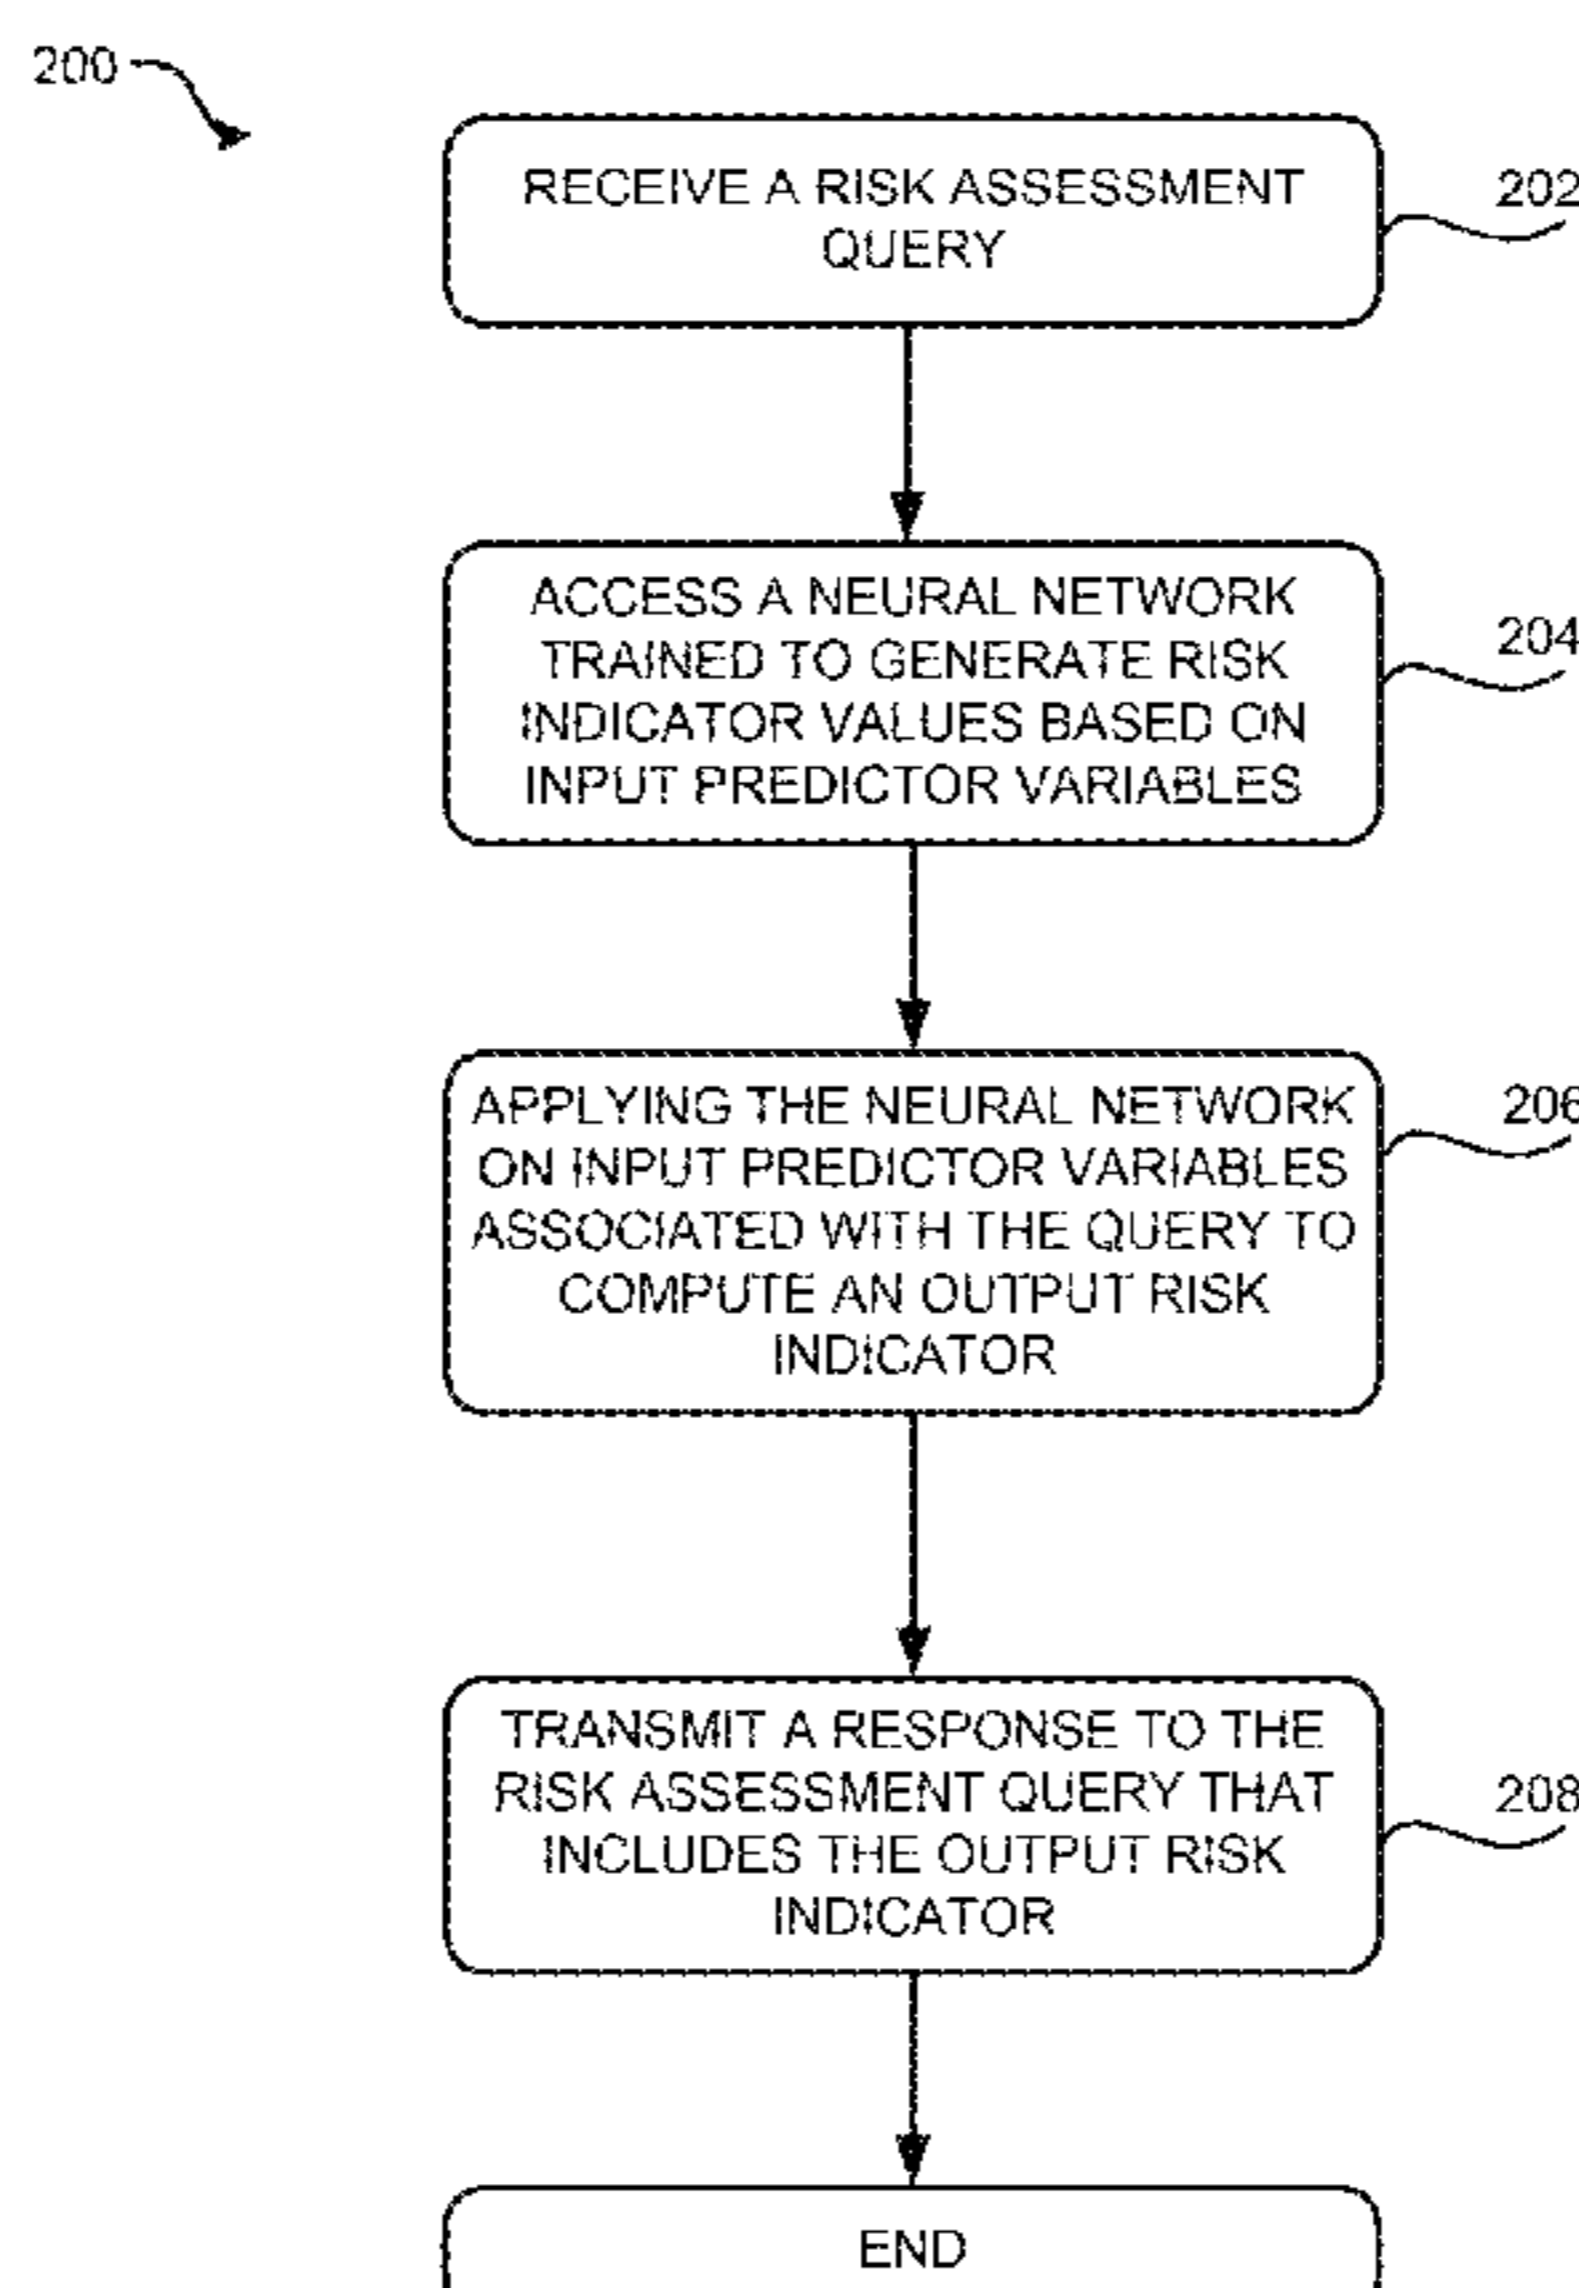 200
RECEIVE A RISK ASSESSMENT
QUERY
202
ACCESS A NEURAL NETWORK
TRAINED TO GENERATE RISK
INDICATOR VALUES BASED ON
INPUT PREDICTOR VARIABLES
204
APPLYING THE NEURAL NETWORK
ON INPUT PREDICTOR VARIABLES
ASSOCIATED WITH THE QUERY TO
COMPUTE AN OUTPUT RISK
INDICATOR
206
TRANSMIT A RESPONSE TO THE
RISK ASSESSMENT QUERY THAT
INCLUDES THE OUTPUT RISK
INDICATOR
208
END